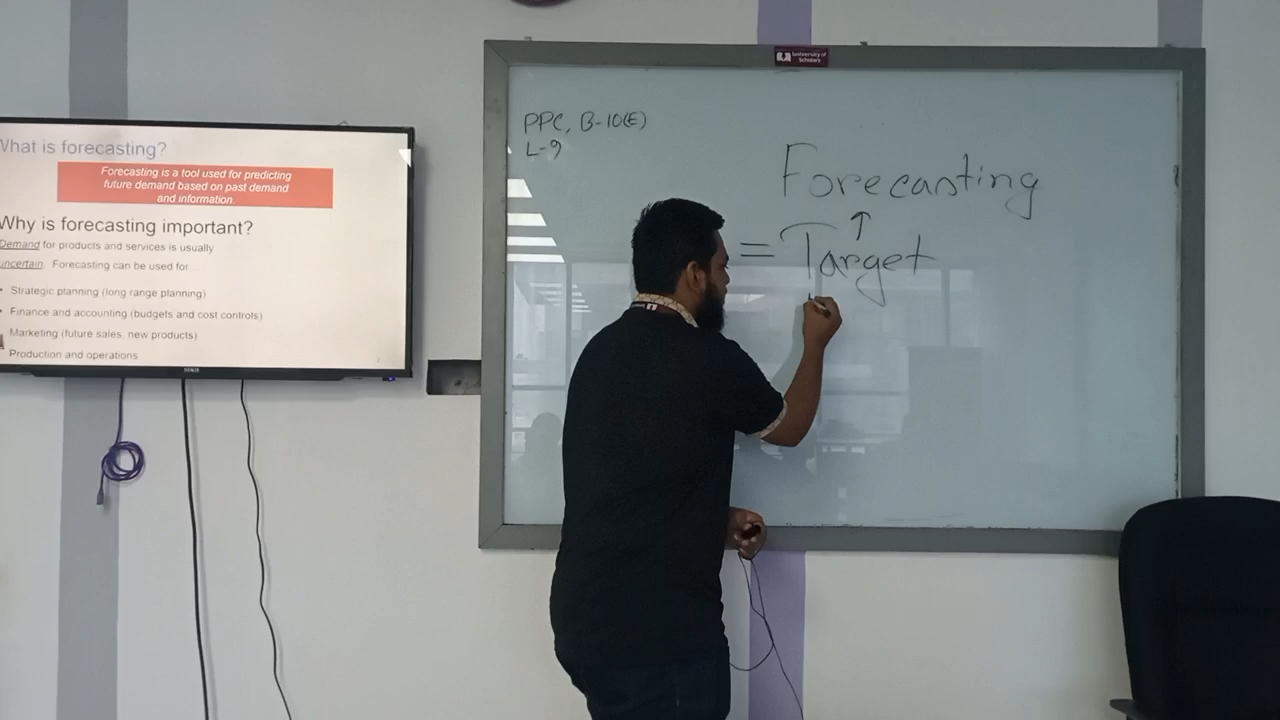 What is forecasting?
Forecasting is a tool used for predicting
future demand based on past demand
and information.
Why is forecasting important?
Demand for products and services is usually
uncertain. Forecasting can be used for...
• Strategic planning (long range planning)
• Finance and accounting (budgets and cost controls)
Marketing (future sales, new products)
Production and operations
University of
Scholars
PPC, B-10(E)
L-9
Forecasting
↑
= Target